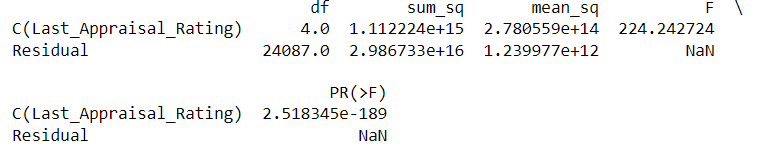 df sum_sq mean_sq F \
C(Last_Appraisal_Rating) 4.0 1.112224e+15 2.780559e+14 224.242724
Residual 24087.0 2.986733e+16 1.239977e+12 NaN
PR(>F)
C(Last_Appraisal_Rating) 2.518345e-189
Residual NaN